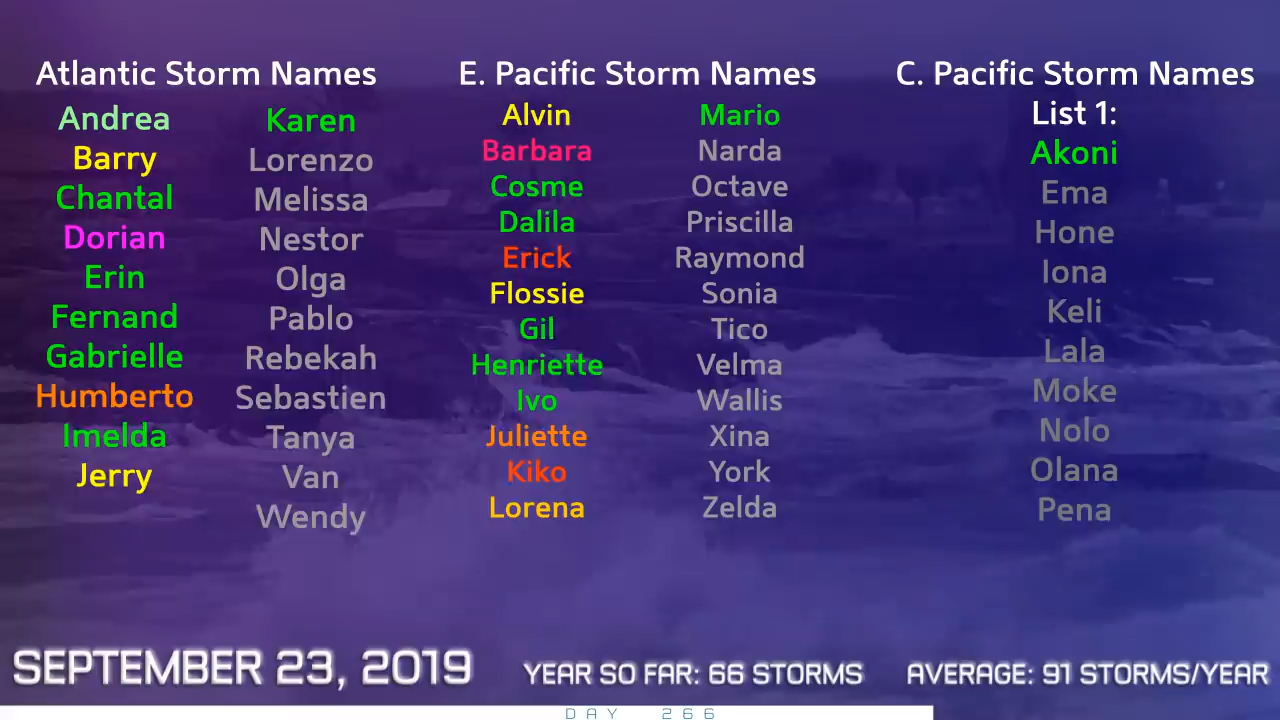 Atlantic Storm Names
Andrea
Barry
Chantal
Dorian
Erin
Fernand
Gabrielle
Humberto
Imelda
Jerry
Karen
Lorenzo
Melissa
Nestor
Olga
Pablo
Rebekah
Sebastien
Tanya
Van
Wendy
E. Pacific Storm Names
Alvin
Barbara
Cosme
Dalila
Erick
Flossie
Gil
Henriette
Ivo
Juliette
Kiko
Lorena
Mario
Narda
Octave
Priscilla
Raymond
Sonia
Tico
Velma
Wallis
Xina
York
Zelda
C. Pacific Storm Names
List 1:
Akoni
Ema
Hone
Iona
Keli
Lala
Moke
Nolo
Olana
Pena
SEPTEMBER 23, 2019
YEAR SO FAR: 66 STORMS
AVERAGE: 91 STORMS/YEAR
DAY 266